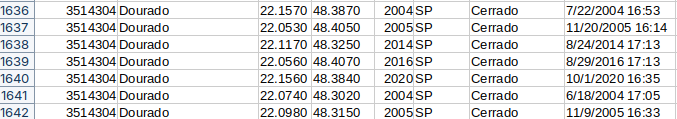 1636 3514304 Dourado 22.1570 48.3870 2004 SP Cerrado 7/22/2004 16:53
1637 3514304 Dourado 22.0530 48.4050 2005 SP Cerrado 11/20/2005 16:14
1638 3514304 Dourado 22.1170 48.3250 2014 SP Cerrado 8/24/2014 17:13
1639 3514304 Dourado 22.0560 48.4070 2016 SP Cerrado 8/29/2016 17:13
1640 3514304 Dourado 22.1560 48.3840 2020 SP Cerrado 10/1/2020 16:35
1641 3514304 Dourado 22.0740 48.3020 2004 SP Cerrado 6/18/2004 17:05
1642 3514304 Dourado 22.0980 48.3150 2005 SP Cerrado 11/9/2005 16:33